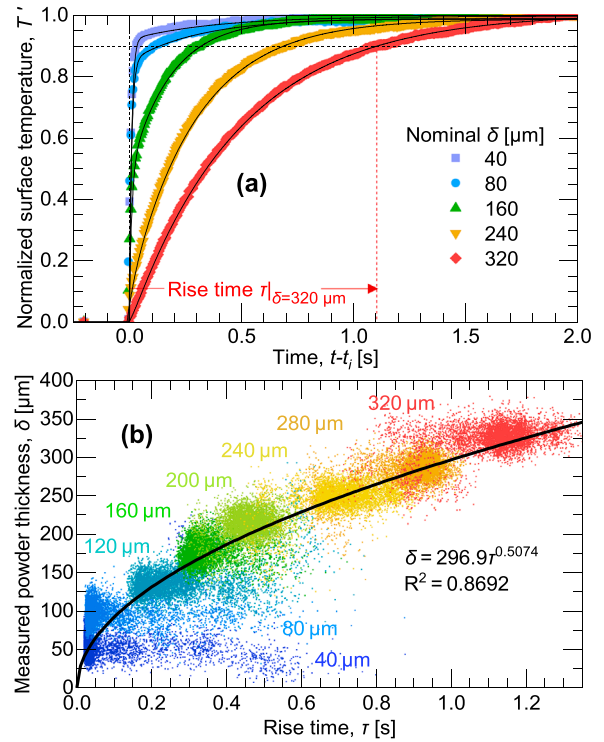 Normalized surface temperature, T '
1.0
0.8
0.6
0.4
0.2
0.0
(a)
Nominal δ [µm]
40
80
160
240
320
Rise time τ|δ=320 µm
0.0 0.5 1.0 1.5 2.0
Time, t-ti [s]
Measured powder thickness, δ [µm]
400
350
300
250
200
150
100
50
0
(b)
320 µm
280 µm
240 µm
200 µm
160 µm
120 µm
80 µm
40 µm
δ = 296.9τ^0.5074
R² = 0.8692
0.0 0.2 0.4 0.6 0.8 1.0 1.2
Rise time, τ [s]